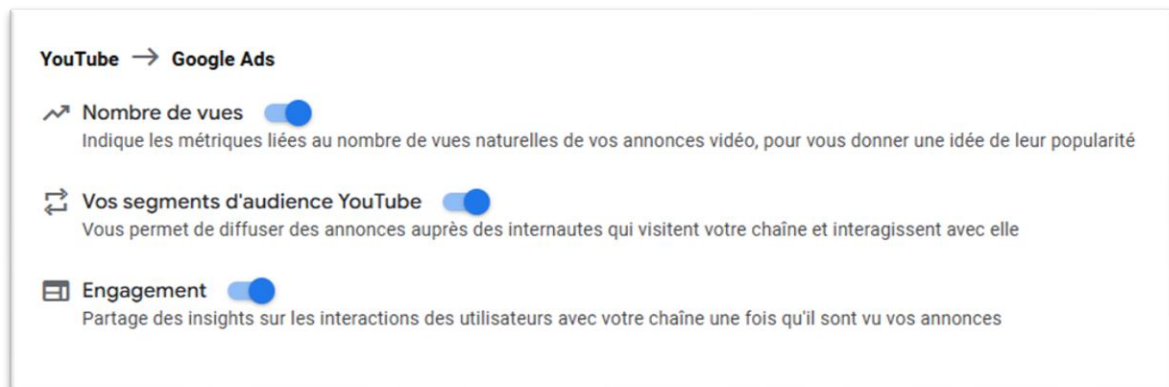 YouTube → Google Ads
Nombre de vues
Indique les métriques liées au nombre de vues naturelles de vos annonces vidéo, pour vous donner une idée de leur popularité
Vos segments d'audience YouTube
Vous permet de diffuser des annonces auprès des internautes qui visitent votre chaîne et interagissent avec elle
Engagement
Partage des insights sur les interactions des utilisateurs avec votre chaîne une fois qu'il sont vu vos annonces